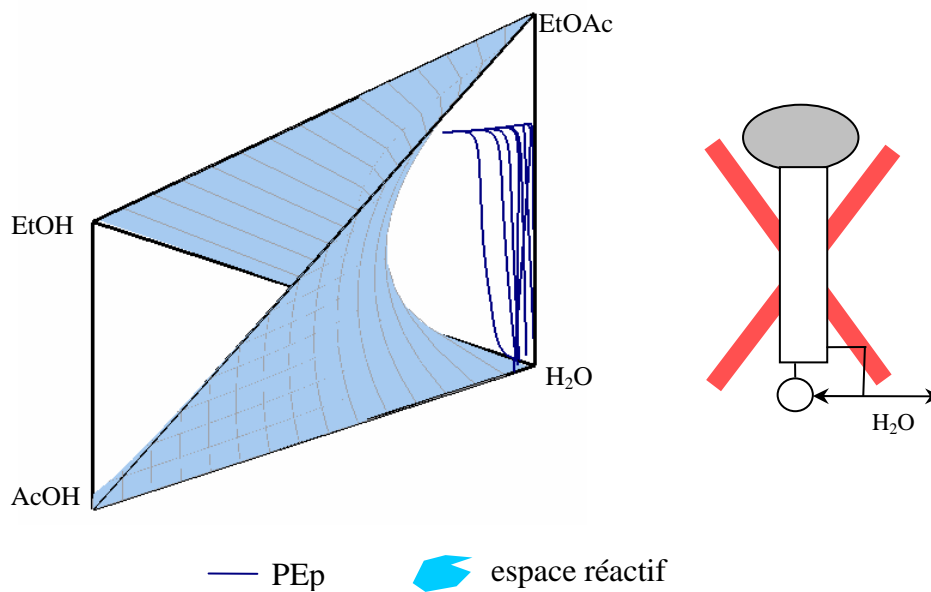 EtOAc
EtOH
H₂O
H₂O
AcOH
PEp
espace réactif